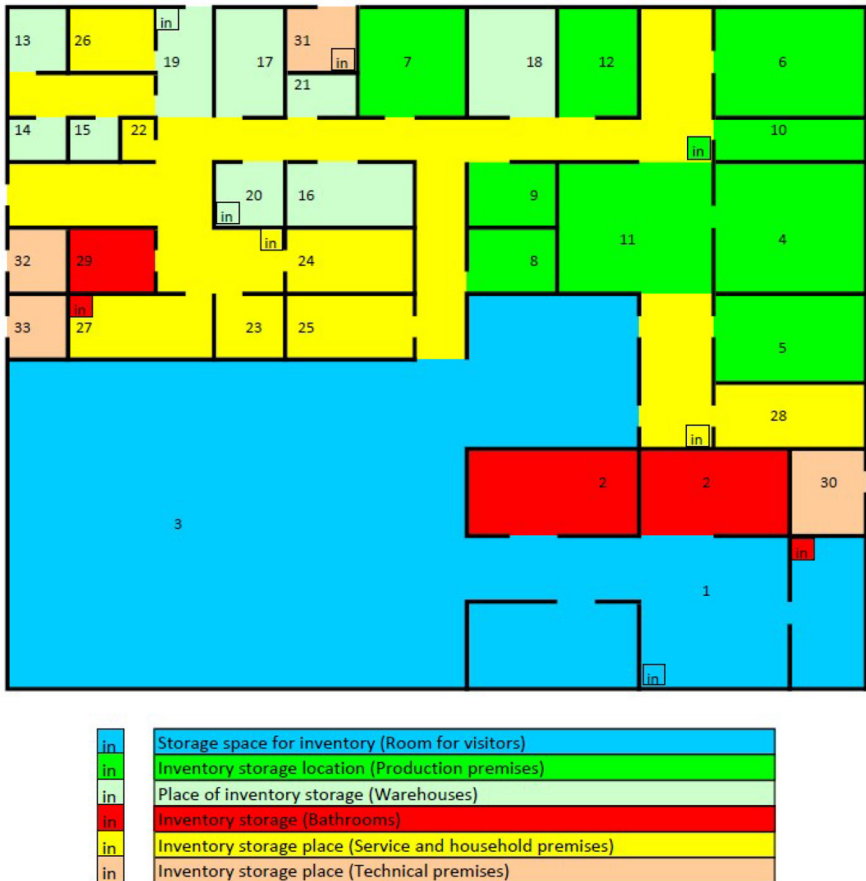 in
13
26
19
17
31
in
7
18
12
6
21
14
15
22
10
in
20
16
9
11
4
in
in
32
29
24
8
in
33
27
23
25
5
in
28
2
2
30
3
in
1
in
in Storage space for inventory (Room for visitors)
in Inventory storage location (Production premises)
in Place of inventory storage (Warehouses)
in Inventory storage (Bathrooms)
in Inventory storage place (Service and household premises)
in Inventory storage place (Technical premises)